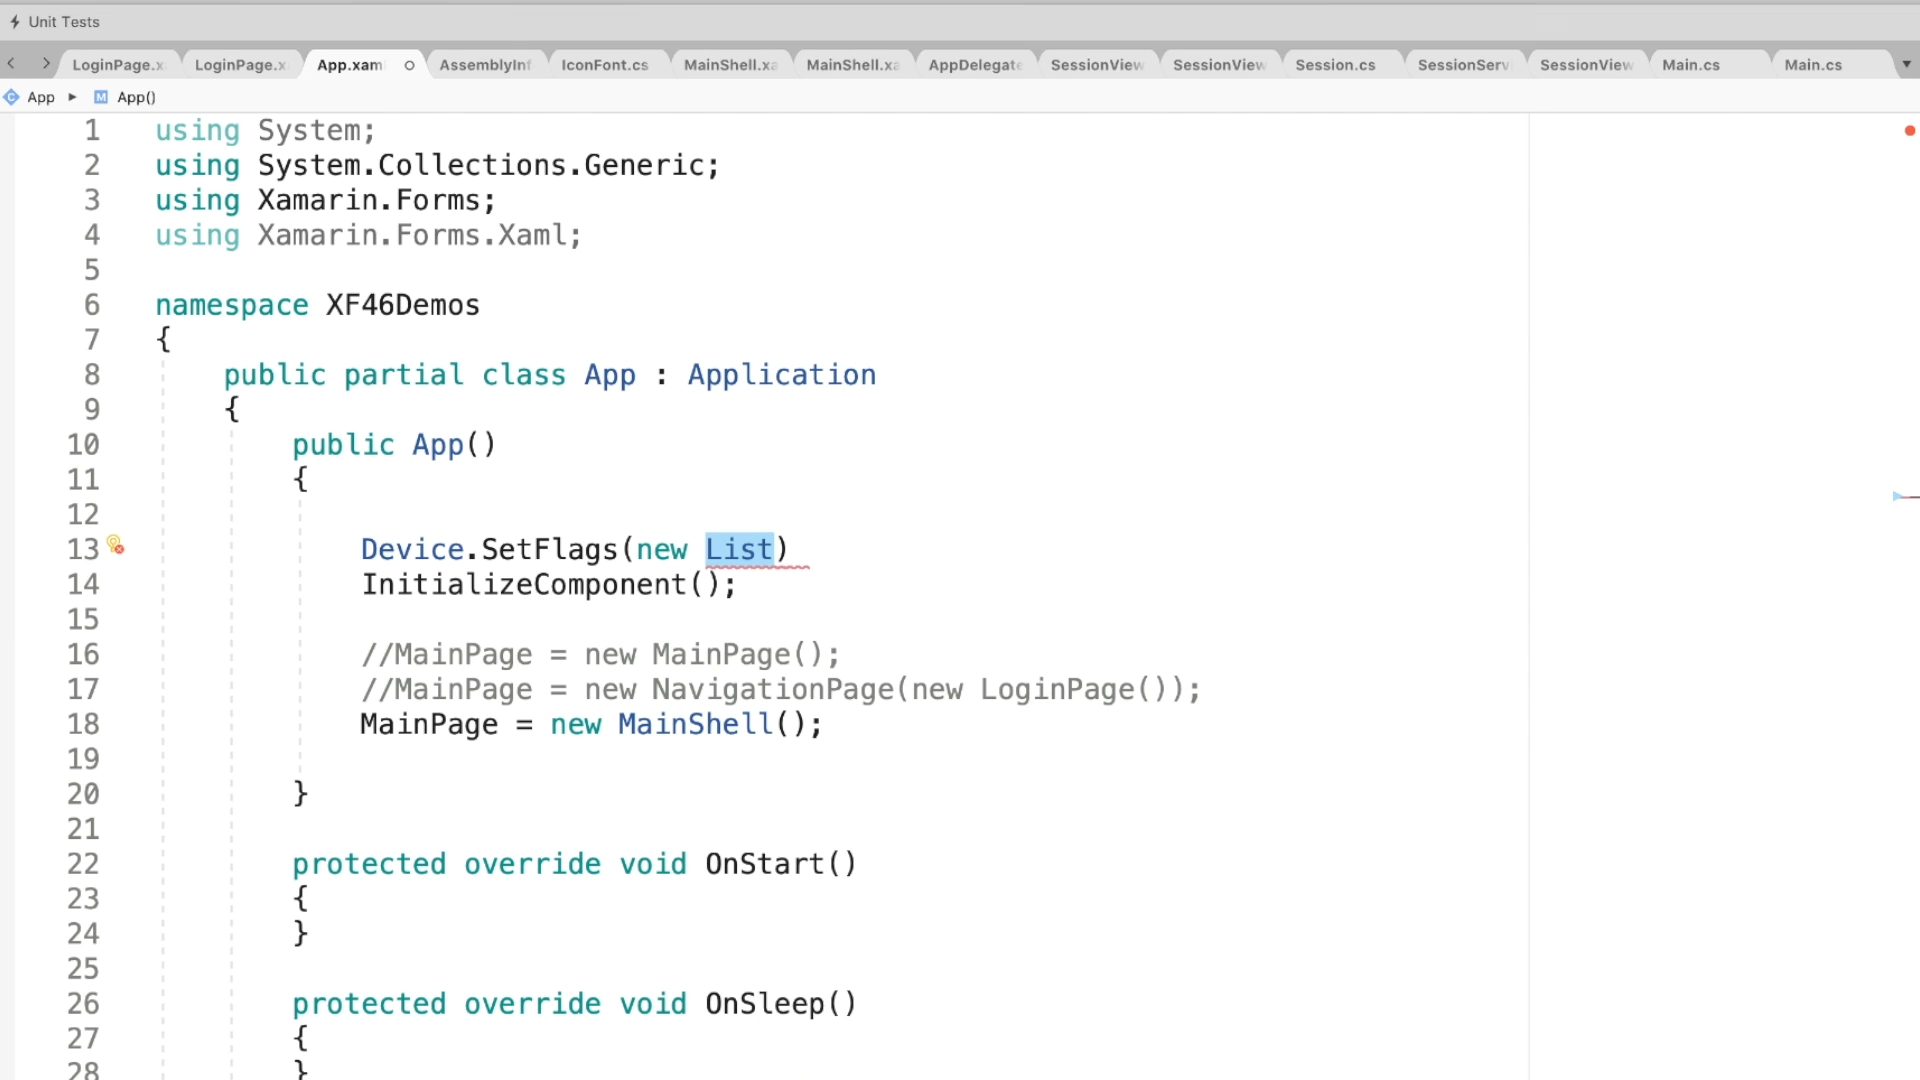 Unit Tests
LoginPage.x LoginPage.x App.xam AssemblyInf IconFont.cs MainShell.xa MainShell.xa AppDelegate SessionView SessionView Session.cs SessionServ SessionView Main.cs Main.cs
App M App()
1 using System;
2 using System.Collections.Generic;
3 using Xamarin.Forms;
4 using Xamarin.Forms.Xaml;
5
6 namespace XF46Demos
7 {
8 public partial class App : Application
9 {
10 public App()
11 {
12
13 Device.SetFlags(new List)
14 InitializeComponent();
15
16 //MainPage = new MainPage();
17 //MainPage = new NavigationPage(new LoginPage());
18 MainPage = new MainShell();
19
20 }
21
22 protected override void OnStart()
23 {
24 }
25
26 protected override void OnSleep()
27 {
28 }